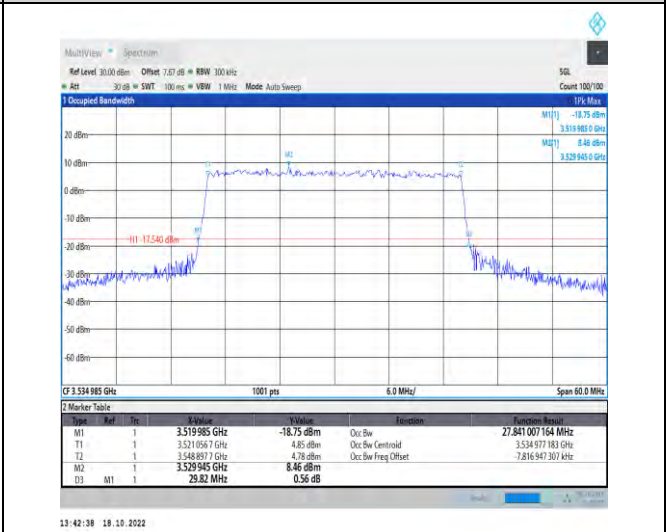 MultiView Spectrum
Ref Level 30.00 dBm Offset 7.67 dB RBW 300 kHz SGL
Att 30 dB SWT 100 ms VBW 1 MHz Mode Auto Sweep Count 100/100
1 Occupied Bandwidth 1Pk Max
M1[1] -18.75 dBm
3.519 985 0 GHz
20 dBm
M2[1] 8.46 dBm
3.529 945 0 GHz
M2
10 dBm
0 dBm
-10 dBm
M1
H1 -17.540 dBm
-20 dBm
-30 dBm
-40 dBm
-50 dBm
-60 dBm
CF 3.534 985 GHz 1001 pts 6.0 MHz/ Span 60.0 MHz
2 Marker Table
Type Ref Trc X-Value Y-Value Function Function Result
M1 1 3.519 985 GHz -18.75 dBm Occ Bw 27.841 007 164 MHz
T1 1 3.521 056 7 GHz 4.85 dBm Occ Bw Centroid 3.534 977 183 GHz
T2 1 3.548 897 7 GHz 4.78 dBm Occ Bw Freq Offset -7.816 947 307 kHz
M2 1 3.529 945 GHz 8.46 dBm
D3 M1 1 29.82 MHz 0.56 dB
13:42:38 18.10.2022